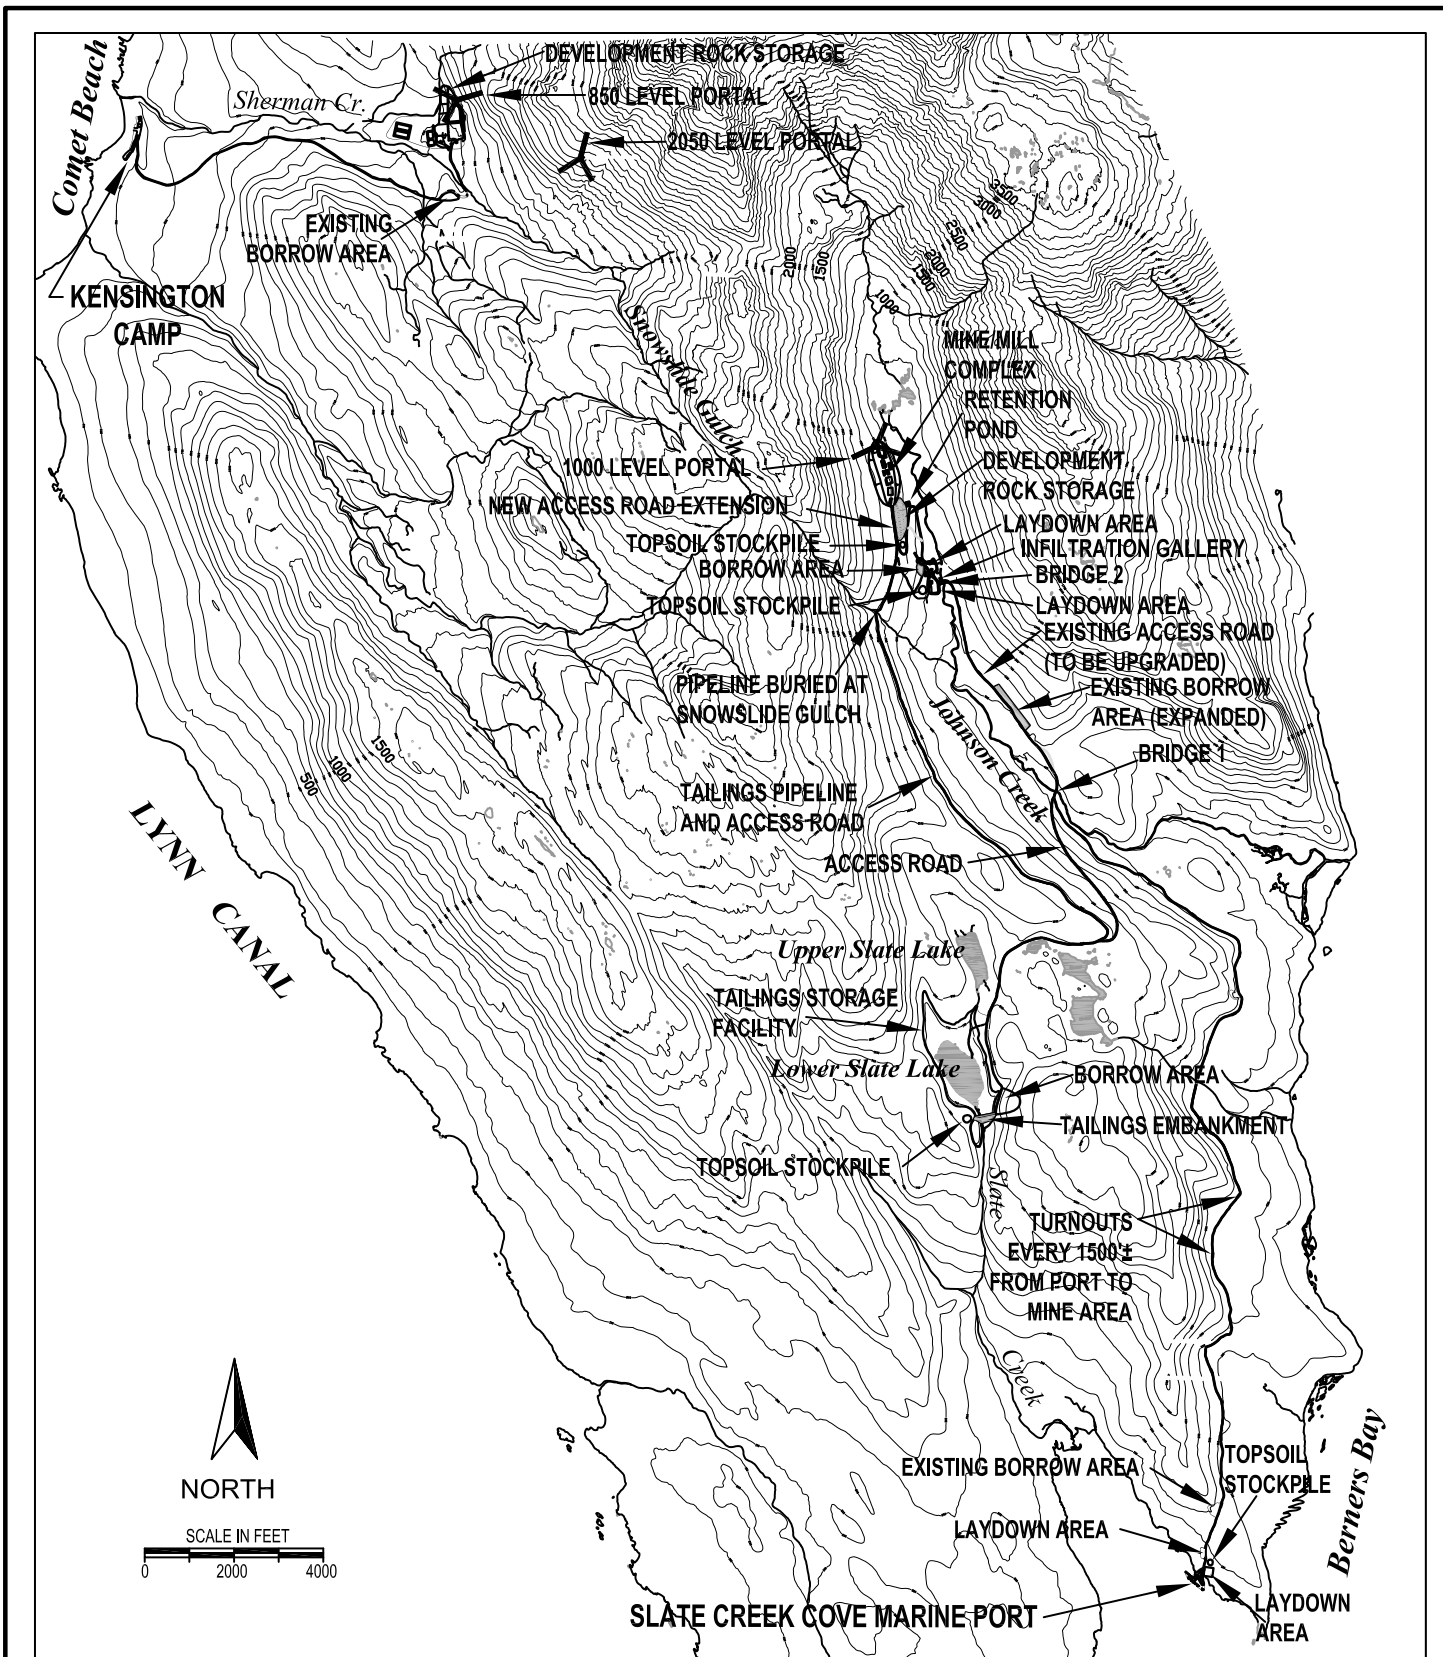 DEVELOPMENT ROCK STORAGE
850 LEVEL PORTAL
Sherman Cr.
Comet Beach
2050 LEVEL PORTAL
3500
3000
2500
2000
1500
1000
2000
1500
EXISTING
BORROW AREA
KENSINGTON
CAMP
Snowslide Gulch
MINE/MILL
COMPLEX
RETENTION
POND
1000 LEVEL PORTAL
DEVELOPMENT
ROCK STORAGE
NEW ACCESS ROAD EXTENSION
LAYDOWN AREA
TOPSOIL STOCKPILE
INFILTRATION GALLERY
BORROW AREA
BRIDGE 2
TOPSOIL STOCKPILE
LAYDOWN AREA
EXISTING ACCESS ROAD
(TO BE UPGRADED)
PIPELINE BURIED AT
SNOWSLIDE GULCH
EXISTING BORROW
AREA (EXPANDED)
Johnson Creek
BRIDGE 1
1500
1000
500
TAILINGS PIPELINE
AND ACCESS ROAD
LYNN CANAL
ACCESS ROAD
Upper Slate Lake
TAILINGS STORAGE
FACILITY
Lower Slate Lake
BORROW AREA
TAILINGS EMBANKMENT
TOPSOIL STOCKPILE
Slate
Creek
TURNOUTS
EVERY 1500'±
FROM PORT TO
MINE AREA
NORTH
SCALE IN FEET
0 2000 4000
EXISTING BORROW AREA
TOPSOIL
STOCKPILE
Berners Bay
LAYDOWN AREA
SLATE CREEK COVE MARINE PORT
LAYDOWN
AREA